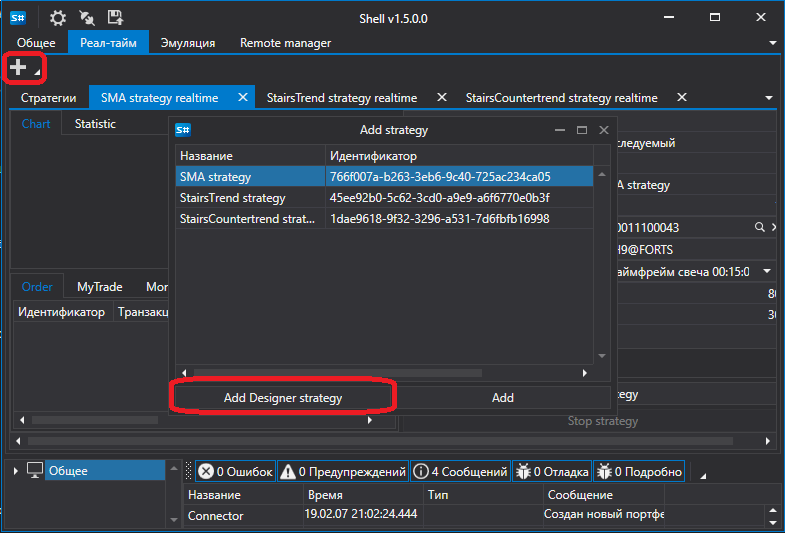 S#
Shell v1.5.0.0
Общее Реал-тайм Эмуляция Remote manager
Стратегии SMA strategy realtime StairsTrend strategy realtime StairsCountertrend strategy realtime
Chart Statistic
S# Add strategy
Название Идентификатор
SMA strategy 766f007a-b263-3eb6-9c40-725ac234ca05
StairsTrend strategy 45ee92b0-5c62-3cd0-a9e9-a6f6770e0b3f
StairsCountertrend strat... 1dae9618-9f32-3296-a531-7d6fbfb16998
Add Designer strategy Add
следуемый
A strategy
0011100043
H9@FORTS
аймфрейм свеча 00:15:0
80
30
tegy
Stop strategy
Order MyTrade Mor
Идентификатор Транзакц
Общее
0 Ошибок 0 Предупреждений 4 Сообщений 0 Отладка 0 Подробно
Название Время Тип Сообщение
Connector 19.02.07 21:02:24.444 Создан новый портфе